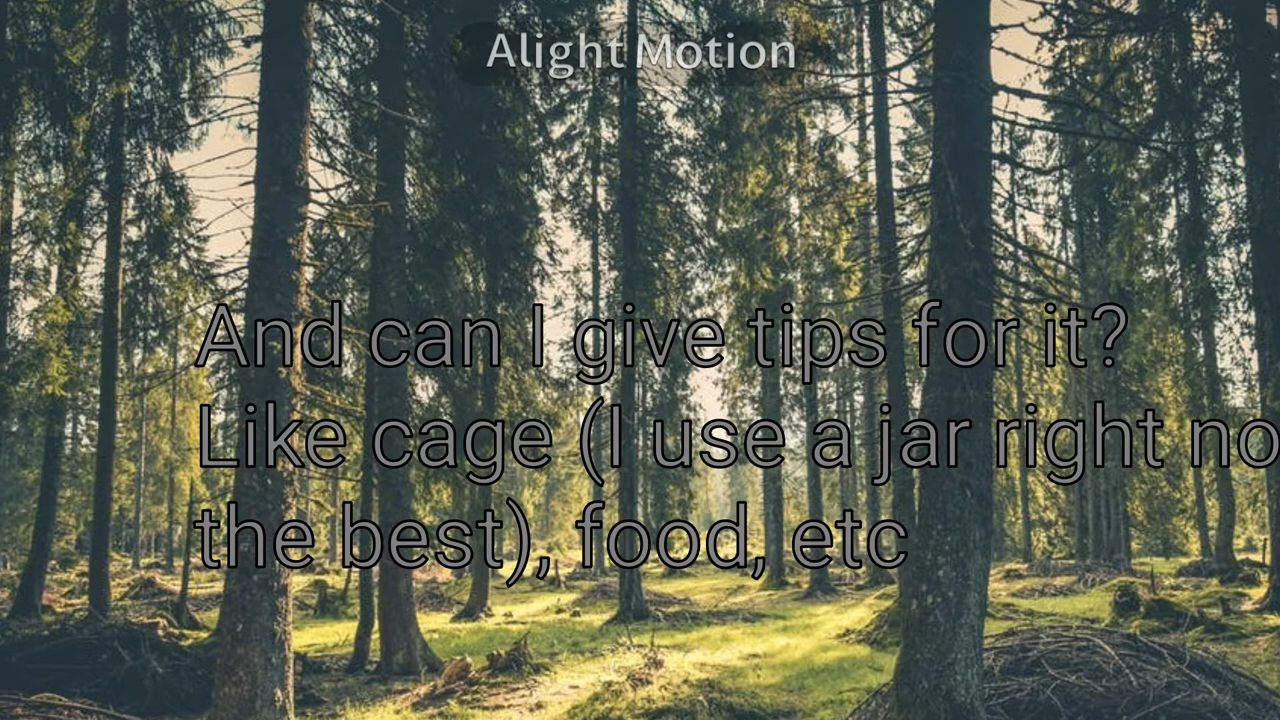 Alight Motion
And can I give tips for it?
Like cage (I use a jar right no
the best), food, etc